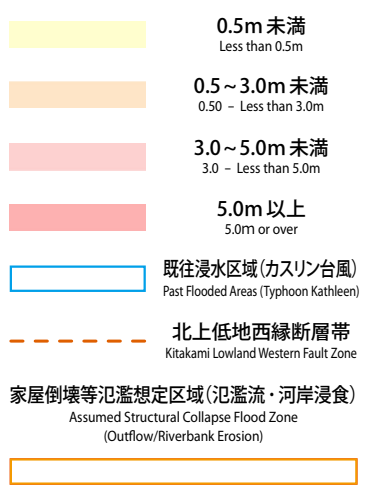 0.5m 未満
Less than 0.5m
0.5~3.0m 未満
0.50 – Less than 3.0m
3.0~5.0m 未満
3.0 – Less than 5.0m
5.0m 以上
5.0m or over
既往浸水区域（カスリン台風）
Past Flooded Areas (Typhoon Kathleen)
北上低地西縁断層帯
Kitakami Lowland Western Fault Zone
家屋倒壊等氾濫想定区域（氾濫流・河岸浸食）
Assumed Structural Collapse Flood Zone
(Outflow/Riverbank Erosion)